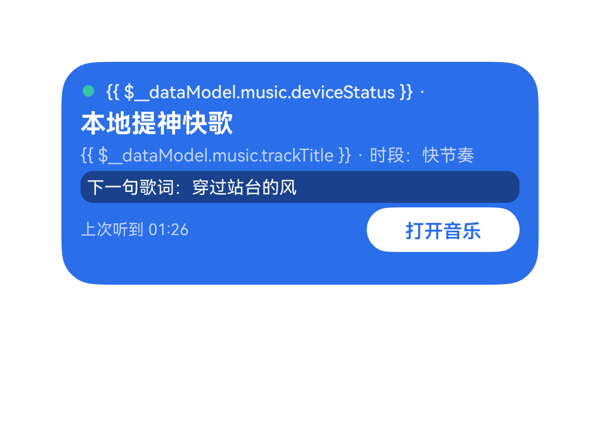 {{ $__dataModel.music.deviceStatus }} ·
本地提神快歌
{{ $__dataModel.music.trackTitle }} · 时段：快节奏
下一句歌词：穿过站台的风
上次听到 01:26
打开音乐